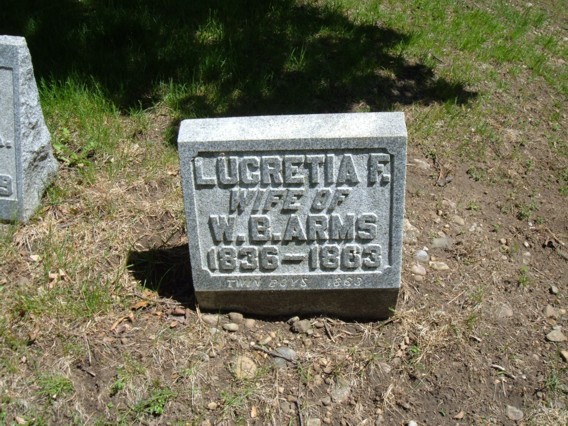 LUCRETIA F.
WIFE OF
W. B. ARMS
1836—1863
TWIN BOYS 1863